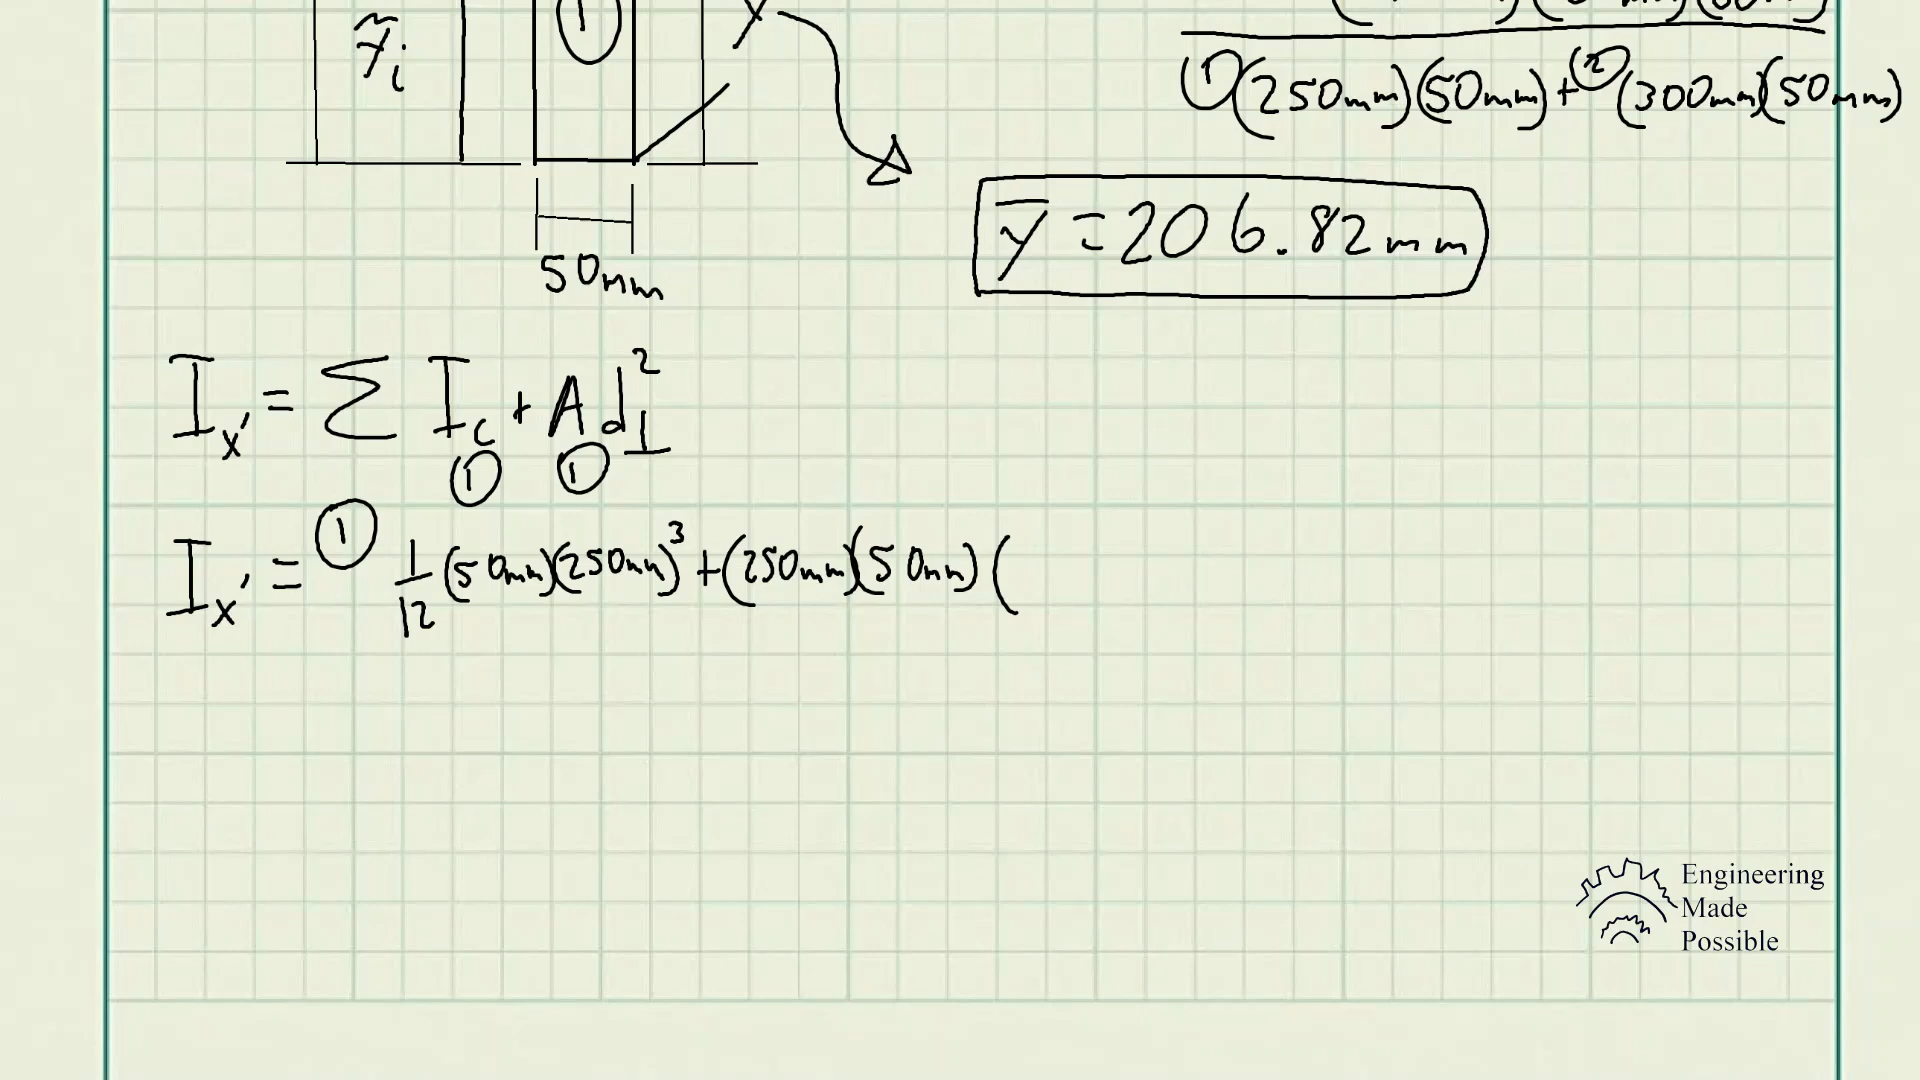 ỹi
1
y
①(250mm)(50mm)+②(300mm)(50mm)
ȳ = 206.82mm
50mm
Ix' = Σ Ic + Ad⊥²
① ①
Ix' = ① 1/12 (50mm)(250mm)³+(250mm)(50mm)(
Engineering
Made
Possible